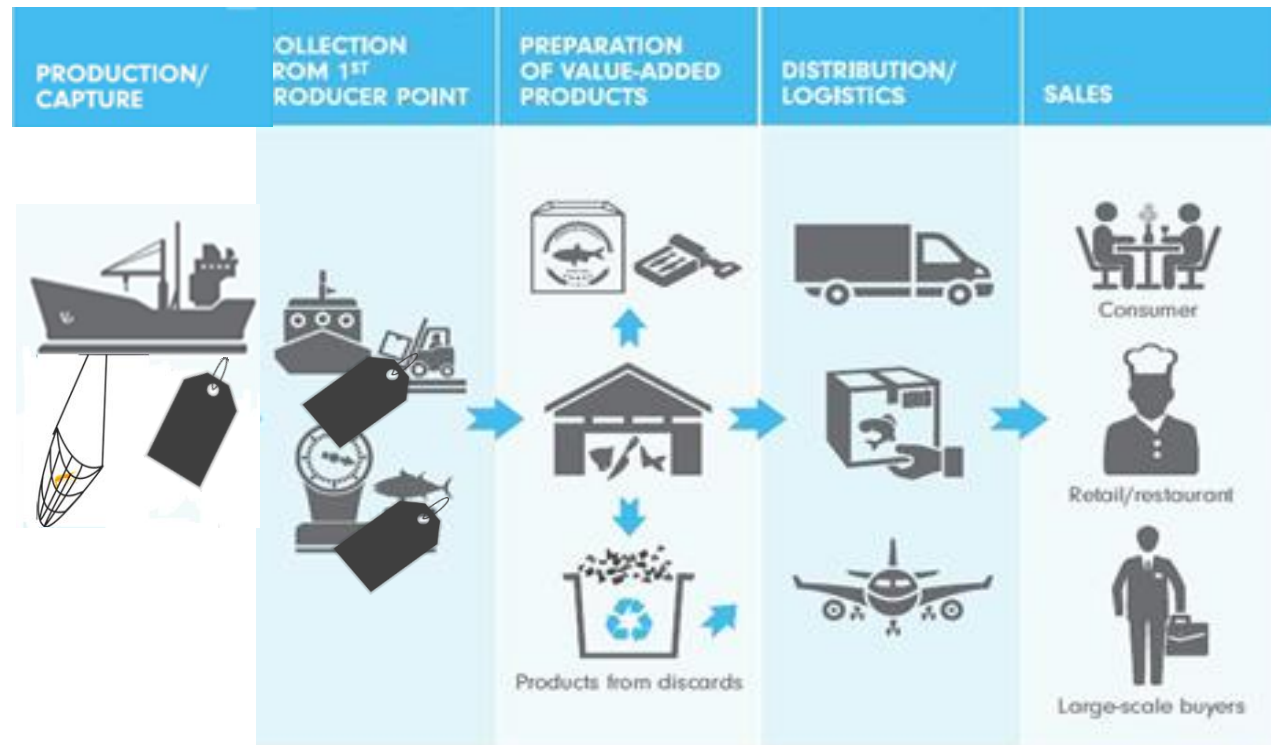 PRODUCTION/
CAPTURE
OLLECTION
ROM 1ST
RODUCER POINT
PREPARATION
OF VALUE-ADDED
PRODUCTS
DISTRIBUTION/
LOGISTICS
SALES
Consumer
Retail/restaurant
Products from discards
Large-scale buyers